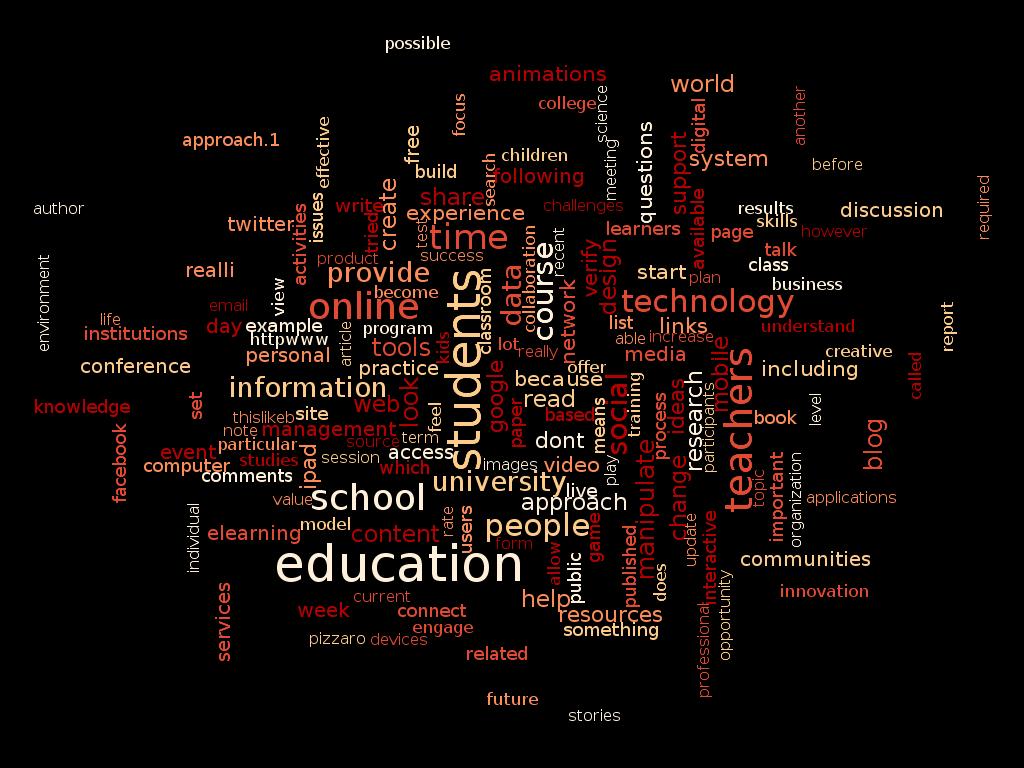 possible
animations
world
science
college
focus
digital
another
effective
approach.1
free
questions
support
children
system
search
meeting
build
following
before
create
required
share
write
challenges
available
author
issues
experience
results
discussion
activities
twitter
tried
test
time
collaboration
recent
learners
page
skills
however
verify
design
talk
product
success
class
realli
provide
students
classroom
data
course
start
plan
business
environment
view
become
network
technology
email
online
life
institutions
day
example
program
list
links
understand
report
httpwww
article
kids
lot
really
able
increase
personal
tools
media
mobile
teachers
creative
conference
practice
google
because
offer
social
training
including
called
information
look
read
means
process
ideas
research
participants
level
knowledge
set
web
paper
based
book
thislikeb
site
feel
blog
facebook
note
management
term
dont
manipulate
change
particular
source
access
event
studies
ipad
session
which
images
video
play
topic
important
organization
computer
comments
university
live
value
school
approach
applications
individual
model
rate
users
people
game
published
update
interactive
elearning
content
form
education
allow
public
does
communities
opportunity
services
current
help
innovation
week
connect
resources
professional
engage
something
pizzaro
devices
related
future
stories